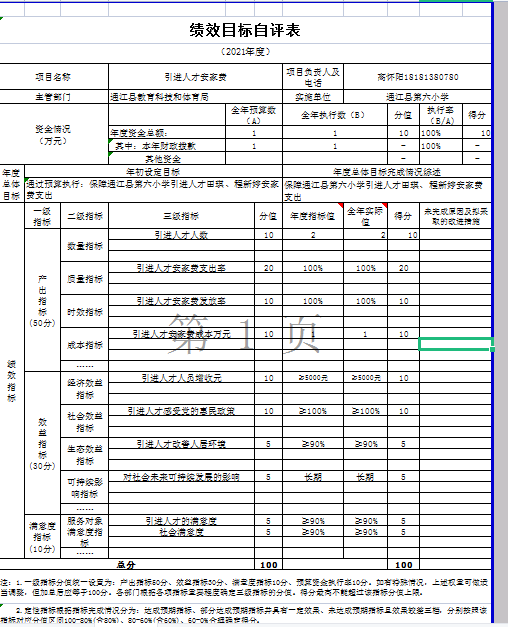 绩效目标自评表
（2021年度）
项目名称 引进人才安家费 项目负责人及电话 高怀阳18181380780
主管部门 通江县教育科技和体育局 实施单位 通江县第六小学
资金情况（万元） 全年预算数（A） 全年执行数（B） 分值 执行率（B/A） 得分
年度资金总额： 1 1 10 100% 10
其中：本年财政拨款 1 1 - 100% -
其他资金 - -
年度总体目标 年初设定目标 年度总体目标完成情况综述
通过预算执行：保障通江县第六小学引进人才田琪、程新婷安家费支出 保障通江县第六小学引进人才田琪、程新婷安家费支出
绩效指标 一级指标 二级指标 三级指标 分值 年度指标值 全年实际值 得分 未完成原因及拟采取的改进措施
产出指标(50分) 数量指标 引进人才人数 10 2 2 10
质量指标 引进人才安家费支出率 20 100% 100% 20
时效指标 引进人才安家费发放率 10 100% 100% 10
成本指标 引进人才安家费成本万元 10 1 1 10
……
效益指标(30分) 经济效益指标 引进人才人员增收元 10 ≥5000元 ≥5000元 10
社会效益指标 引进人才感受党的惠民政策 10 ≥100% ≥100% 10
生态效益指标 引进人才改善人居环境 5 ≥90% ≥90% 5
可持续影响指标 对社会未来可持续发展的影响 5 长期 长期 5
……
满意度指标(10分) 服务对象满意度指标 引进人才的满意度 5 ≥90% ≥90% 5
社会满意度 5 ≥90% ≥90% 5
……
总分 100 100
第 1 页
注：1.一级指标分值统一设置为：产出指标50分、效益指标30分、满意度指标10分、预算资金执行率10分。如有特殊情况，上述权重可做适当调整，但加总后应等于100分。各部门根据各项指标重要程度确定三级指标的分值。得分最高不能超过该指标分值上限。
2.定性指标根据指标完成情况分为：达成预期指标、部分达成预期指标并具有一定效果、未达成预期指标且效果较差三档，分别按照该指标对应分值区间100-80%(含80%)、80-60%(含60%)、60-0%合理确定得分。